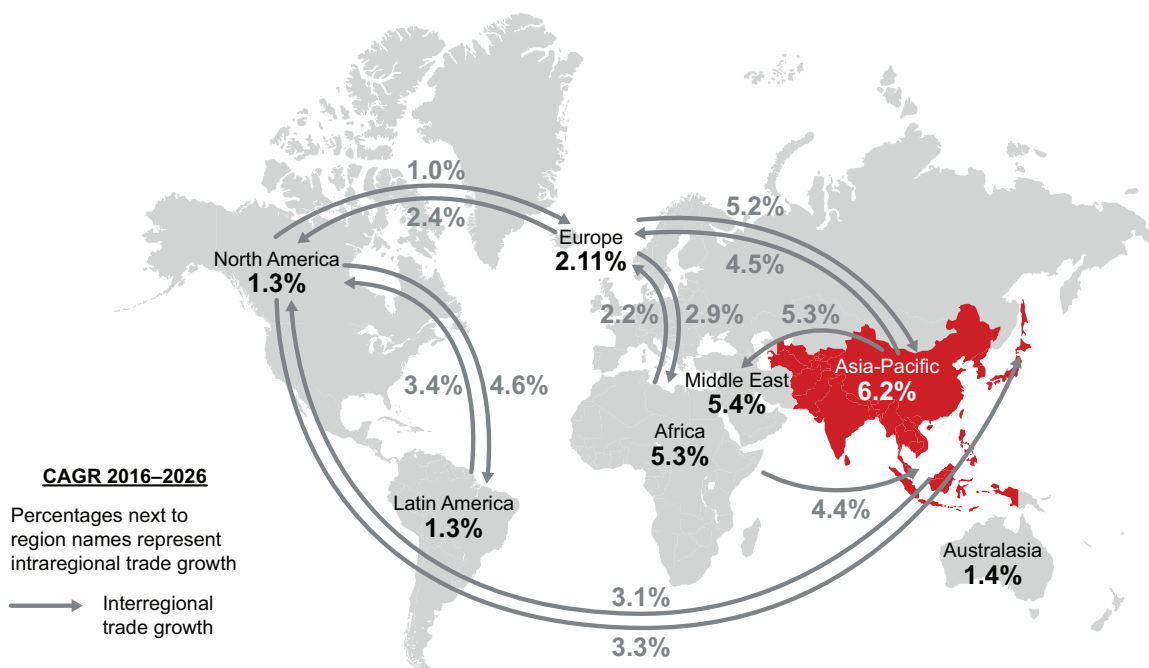 1.0%
2.4%
5.2%
4.5%
Europe
2.11%
North America
1.3%
2.2%
2.9%
5.3%
Asia-Pacific
6.2%
Middle East
5.4%
3.4%
4.6%
Africa
5.3%
4.4%
Latin America
1.3%
Australasia
1.4%
3.1%
3.3%
CAGR 2016–2026
Percentages next to
region names represent
intraregional trade growth
Interregional
trade growth